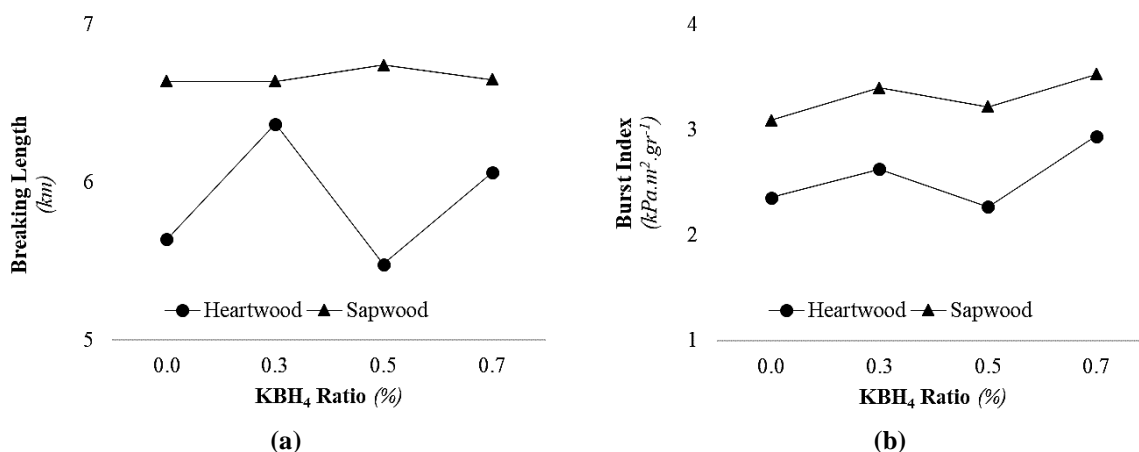 7
6
5
Breaking Length
(km)
Heartwood Sapwood
0.0 0.3 0.5 0.7
KBH₄ Ratio (%)
(a)
4
3
2
1
Burst Index
(kPa.m².gr⁻¹)
Heartwood Sapwood
0.0 0.3 0.5 0.7
KBH₄ Ratio (%)
(b)